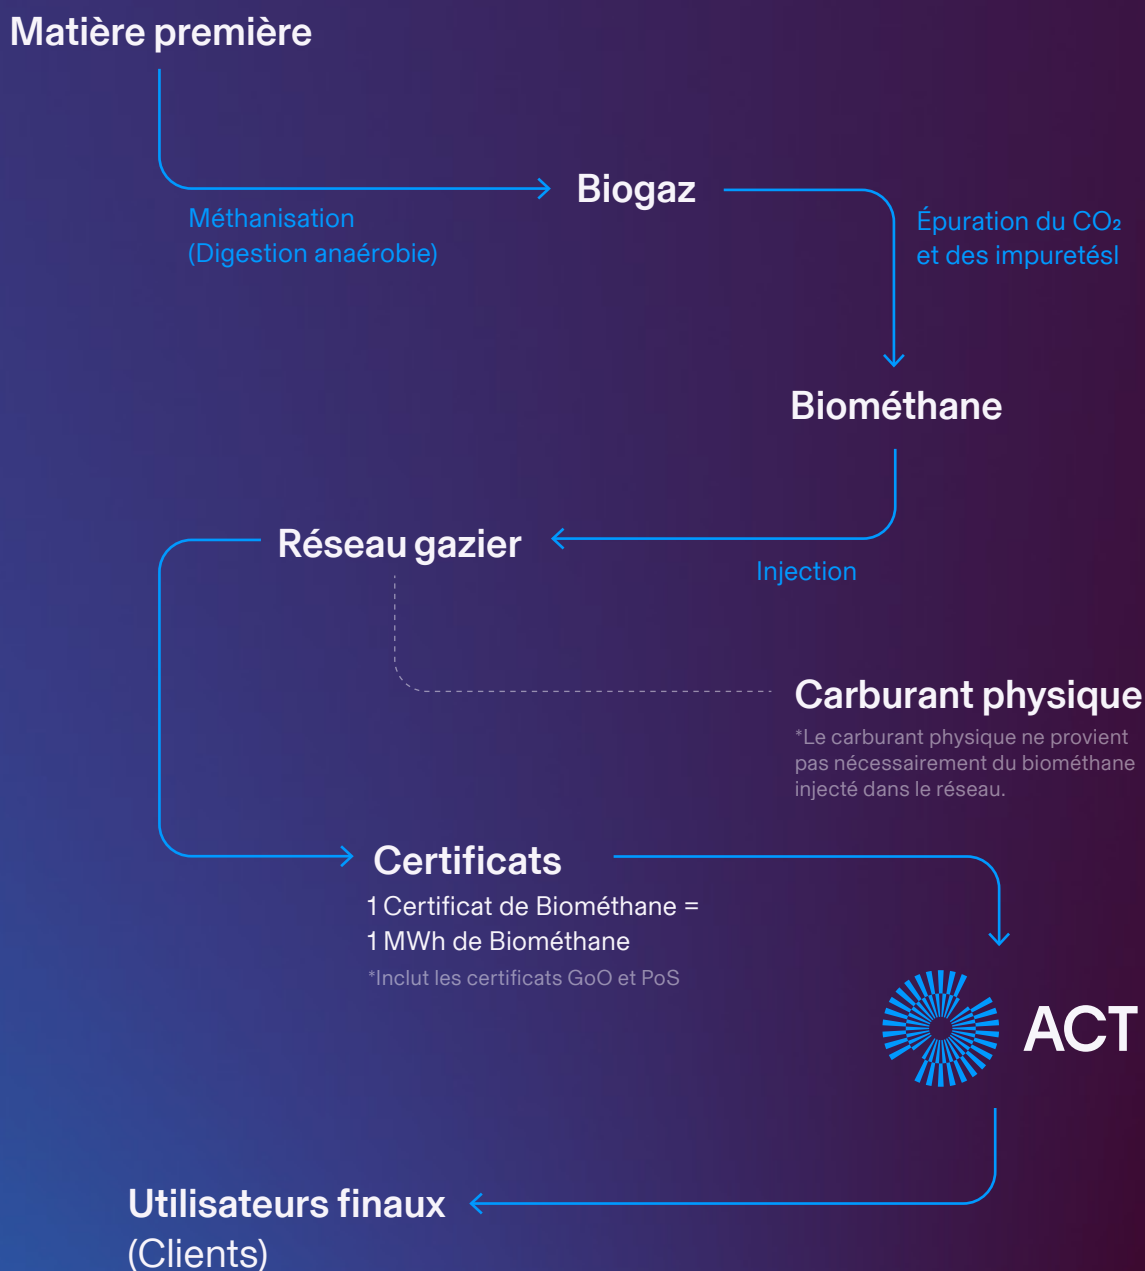 Matière première
Biogaz
Méthanisation
(Digestion anaérobie)
Épuration du CO₂
et des impuretésl
Biométhane
Réseau gazier
Injection
Carburant physique
*Le carburant physique ne provient
pas nécessairement du biométhane
injecté dans le réseau.
Certificats
1 Certificat de Biométhane =
1 MWh de Biométhane
*Inclut les certificats GoO et PoS
ACT
Utilisateurs finaux
(Clients)